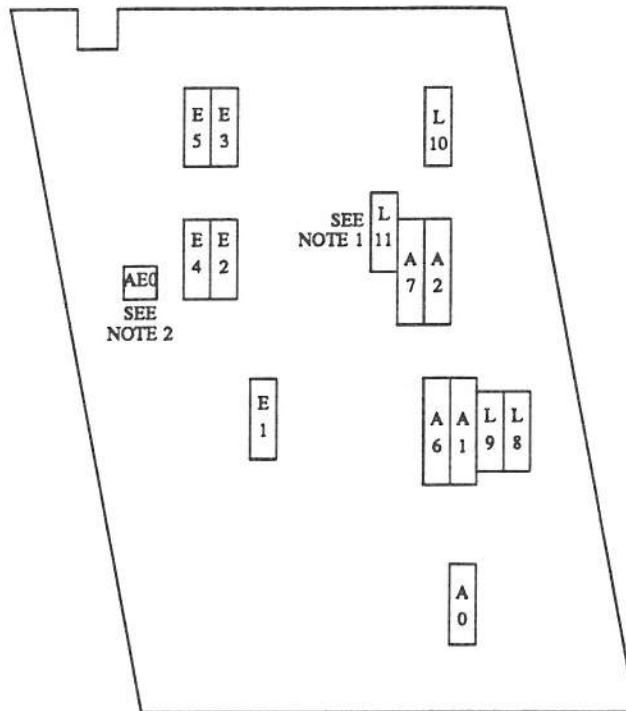 E E
5 3
L
10
SEE
NOTE 1
L
11
E E
4 2
A A
7 2
AE0
SEE
NOTE 2
E
1
A A L L
6 1 9 8
A
0